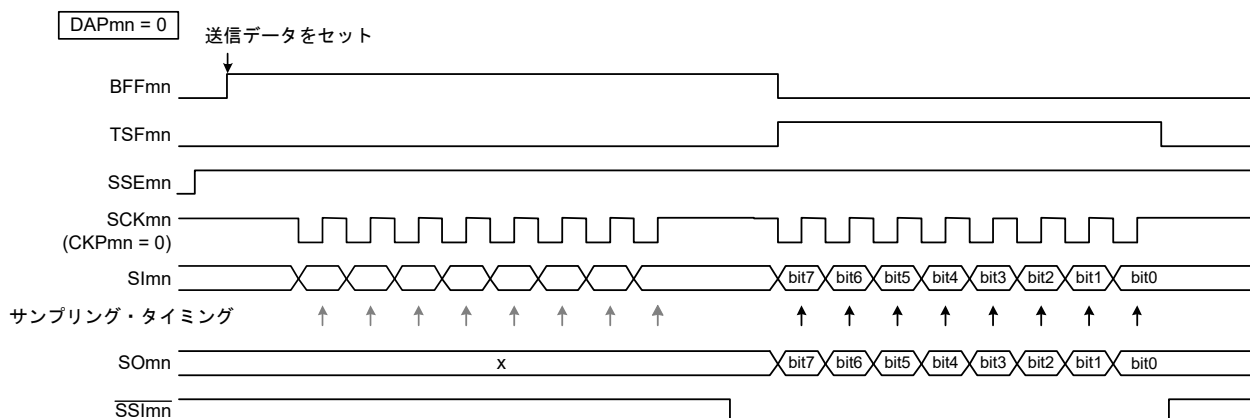 DAPmn = 0
送信データをセット
BFFmn
TSFmn
SSEmn
SCKmn
(CKPmn = 0)
SImn
bit7 bit6 bit5 bit4 bit3 bit2 bit1 bit0
サンプリング・タイミング
SOmn
x
bit7 bit6 bit5 bit4 bit3 bit2 bit1 bit0
SSImn